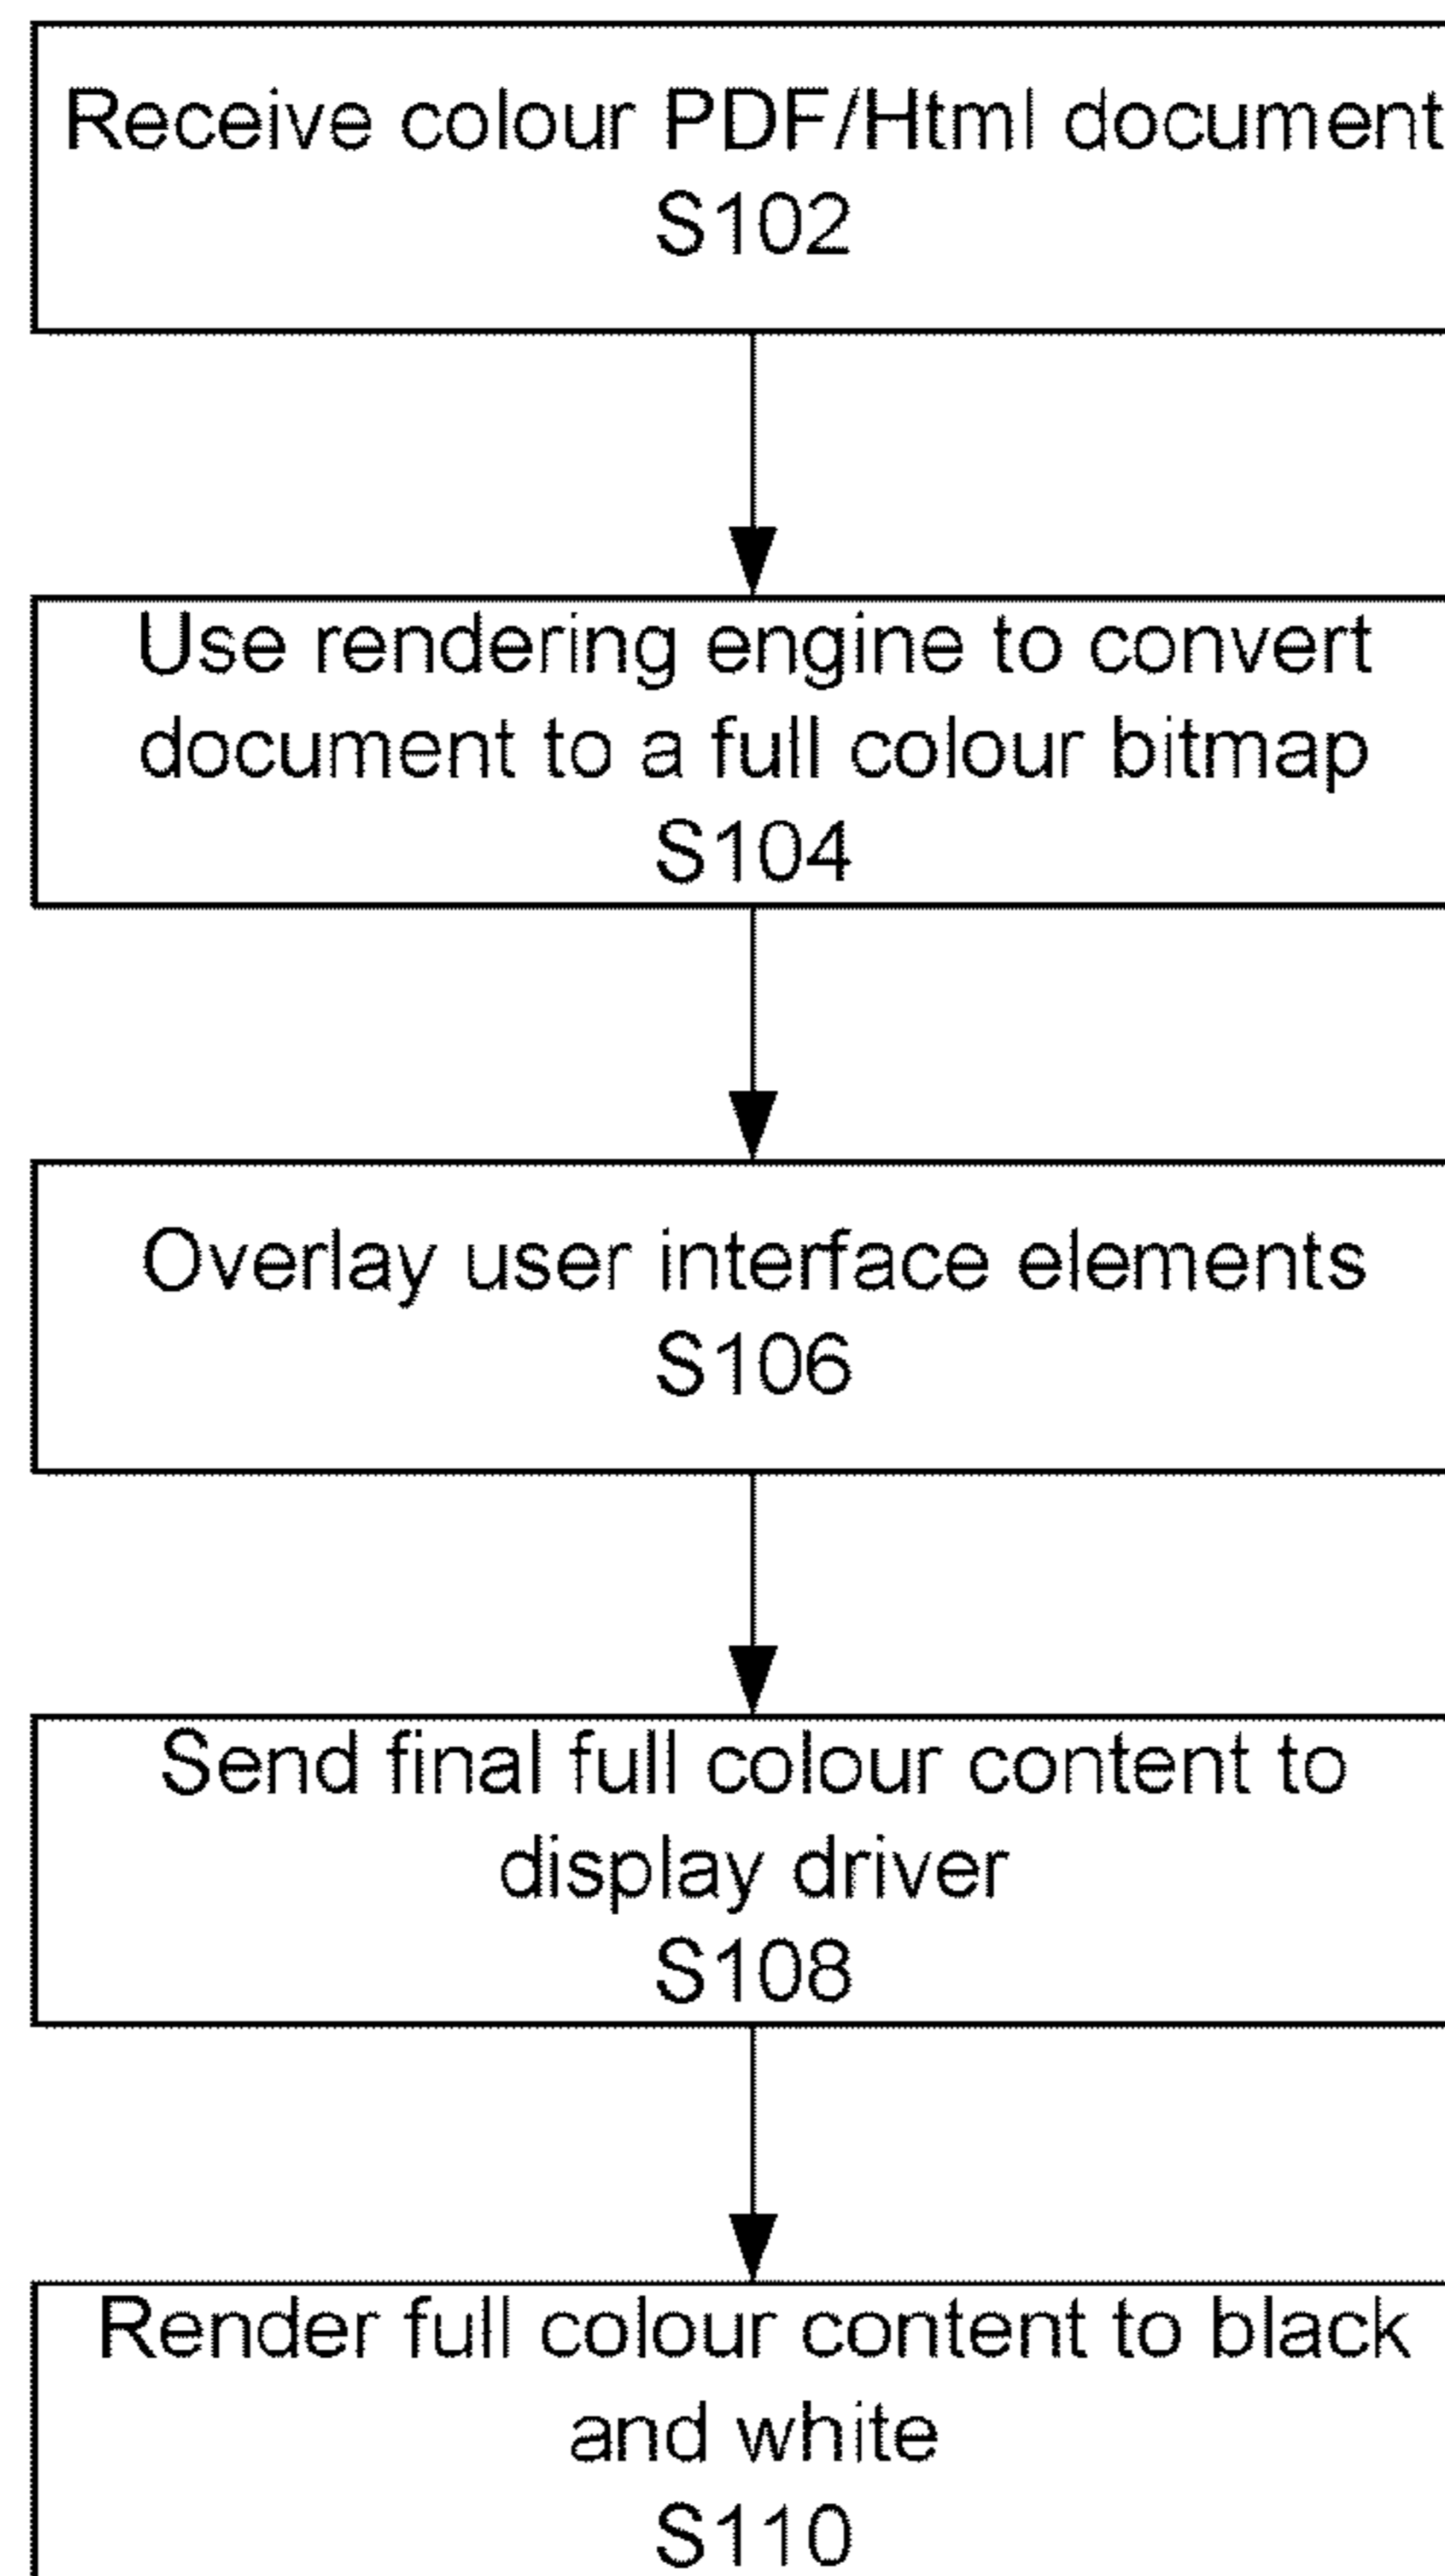 Receive colour PDF/Html document
S102
Use rendering engine to convert
document to a full colour bitmap
S104
Overlay user interface elements
S106
Send final full colour content to
display driver
S108
Render full colour content to black
and white
S110